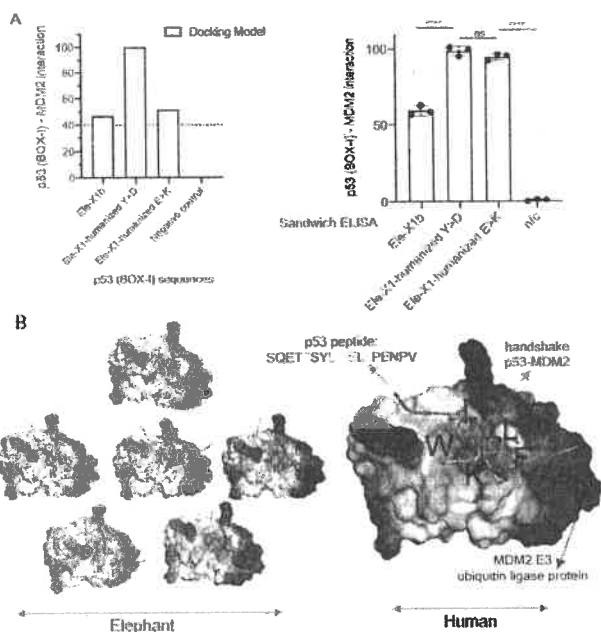 A
Docking Model
p53 (BOX-I) - MDM2 interaction
100
80
60
40
20
0
Ele-X1b
Ele-X1-humanized Y>D
Ele-X1-humanized E>K
Negative control
p53 (BOX-I) sequences
p53 (BOX-I) - MDM2 interaction
100
50
0
ns
Sandwich ELISA
Ele-X1b
Ele-X1-humanized Y>D
Ele-X1-humanized E>K
n/c
B
p53 peptide:
PENPV
handshake
p53-MDM2
W
L
F
MDM2 E3
ubiquitin ligase protein
Elephant
Human